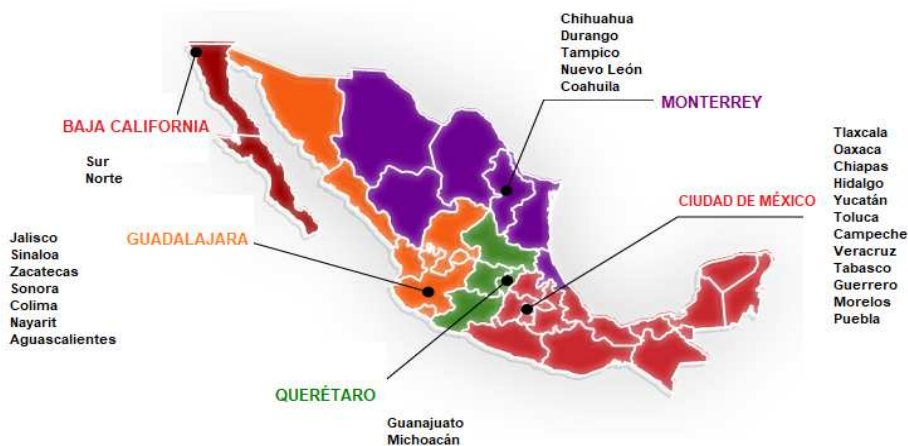 Chihuahua
Durango
Tampico
Nuevo León
Coahuila
MONTERREY
BAJA CALIFORNIA
Sur
Norte
Tlaxcala
Oaxaca
Chiapas
Hidalgo
Yucatán
Toluca
Campeche
Veracruz
Tabasco
Guerrero
Morelos
Puebla
CIUDAD DE MÉXICO
GUADALAJARA
Jalisco
Sinaloa
Zacatecas
Sonora
Colima
Nayarit
Aguascalientes
QUERÉTARO
Guanajuato
Michoacán